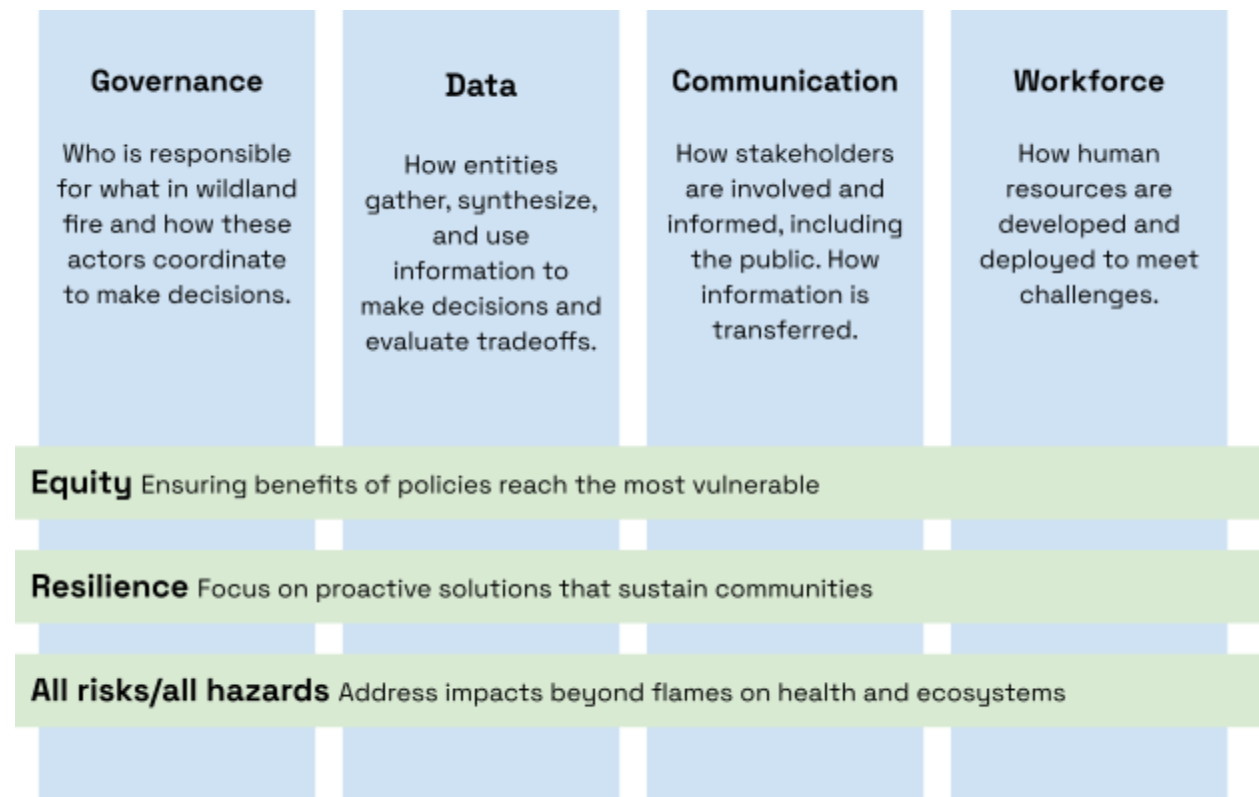 Governance
Who is responsible
for what in wildland
fire and how these
actors coordinate
to make decisions.
Data
How entities
gather, synthesize,
and use
information to
make decisions and
evaluate tradeoffs.
Communication
How stakeholders
are involved and
informed, including
the public. How
information is
transferred.
Workforce
How human
resources are
developed and
deployed to meet
challenges.
Equity Ensuring benefits of policies reach the most vulnerable
Resilience Focus on proactive solutions that sustain communities
All risks/all hazards Address impacts beyond flames on health and ecosystems